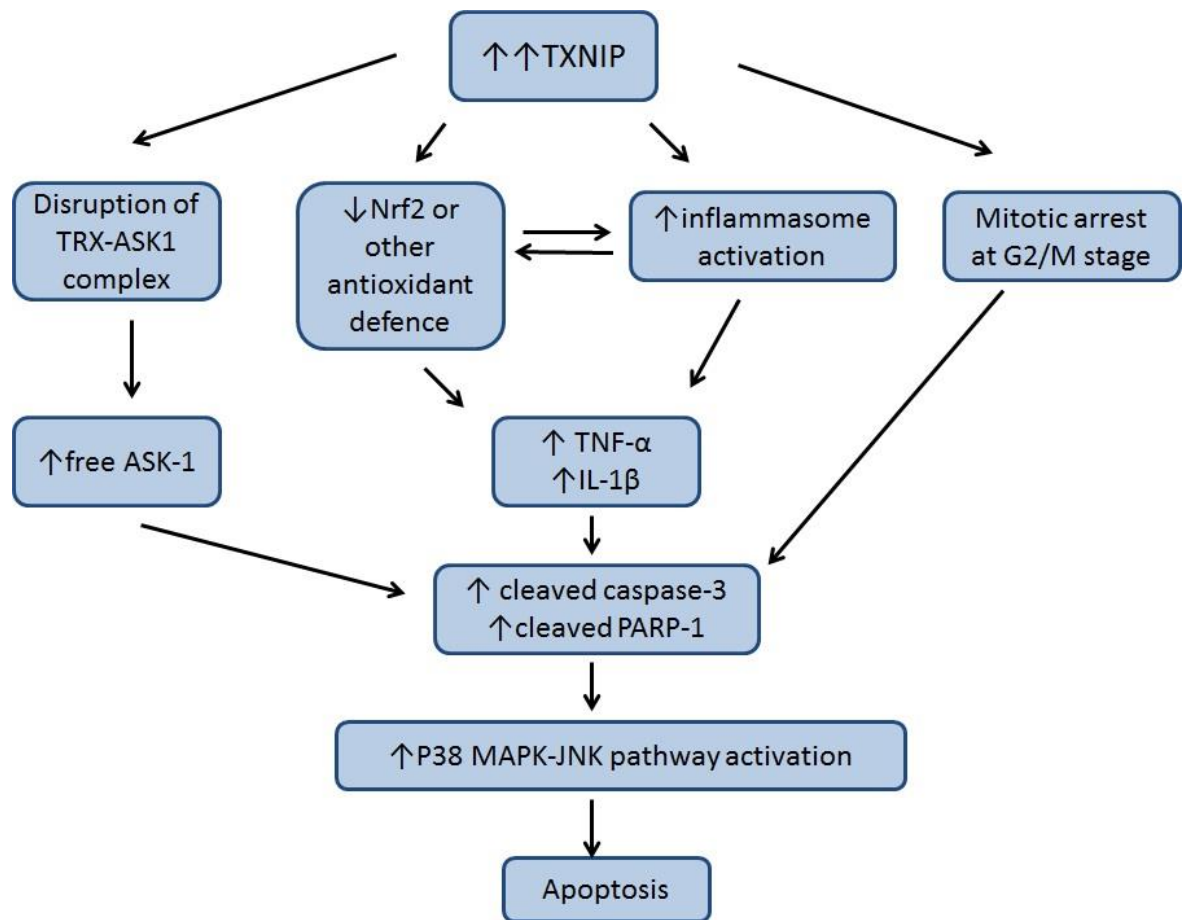 ↑↑TXNIP
Disruption of
TRX-ASK1
complex
↓Nrf2 or
other
antioxidant
defence
↑inflammasome
activation
Mitotic arrest
at G2/M stage
↑free ASK-1
↑ TNF-α
↑IL-1β
↑ cleaved caspase-3
↑cleaved PARP-1
↑P38 MAPK-JNK pathway activation
Apoptosis